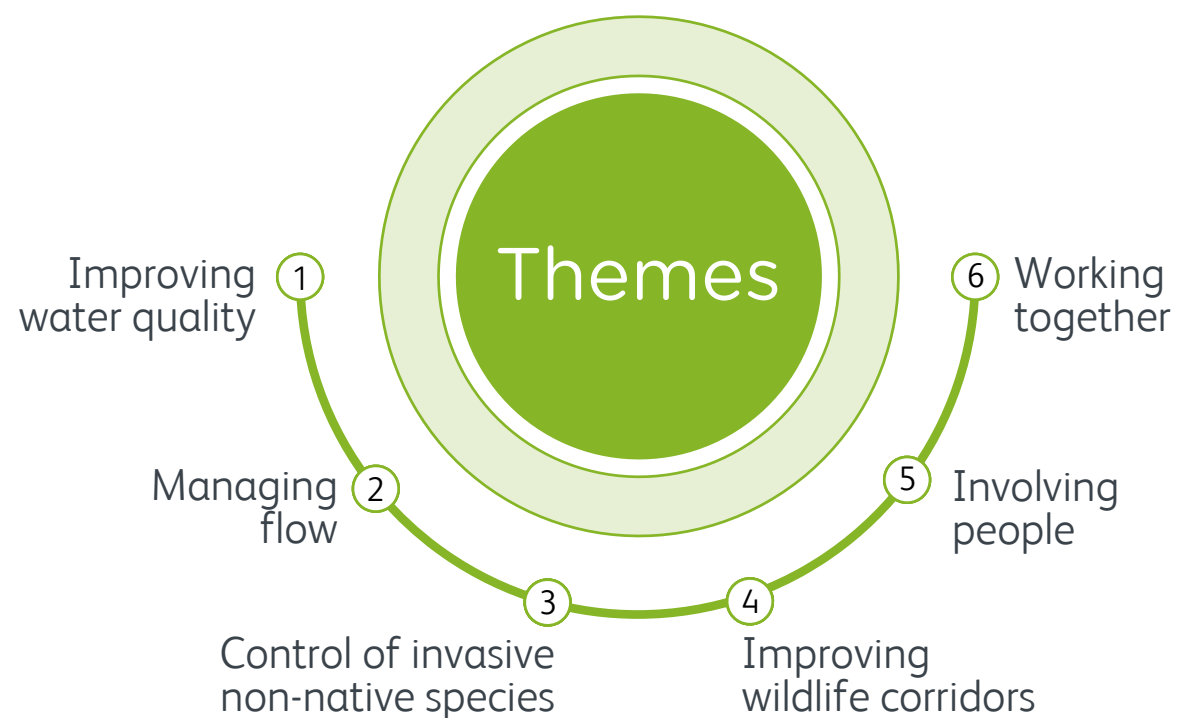 Themes
1
Improving
water quality
2
Managing
flow
3
Control of invasive
non-native species
4
Improving
wildlife corridors
5
Involving
people
6
Working
together